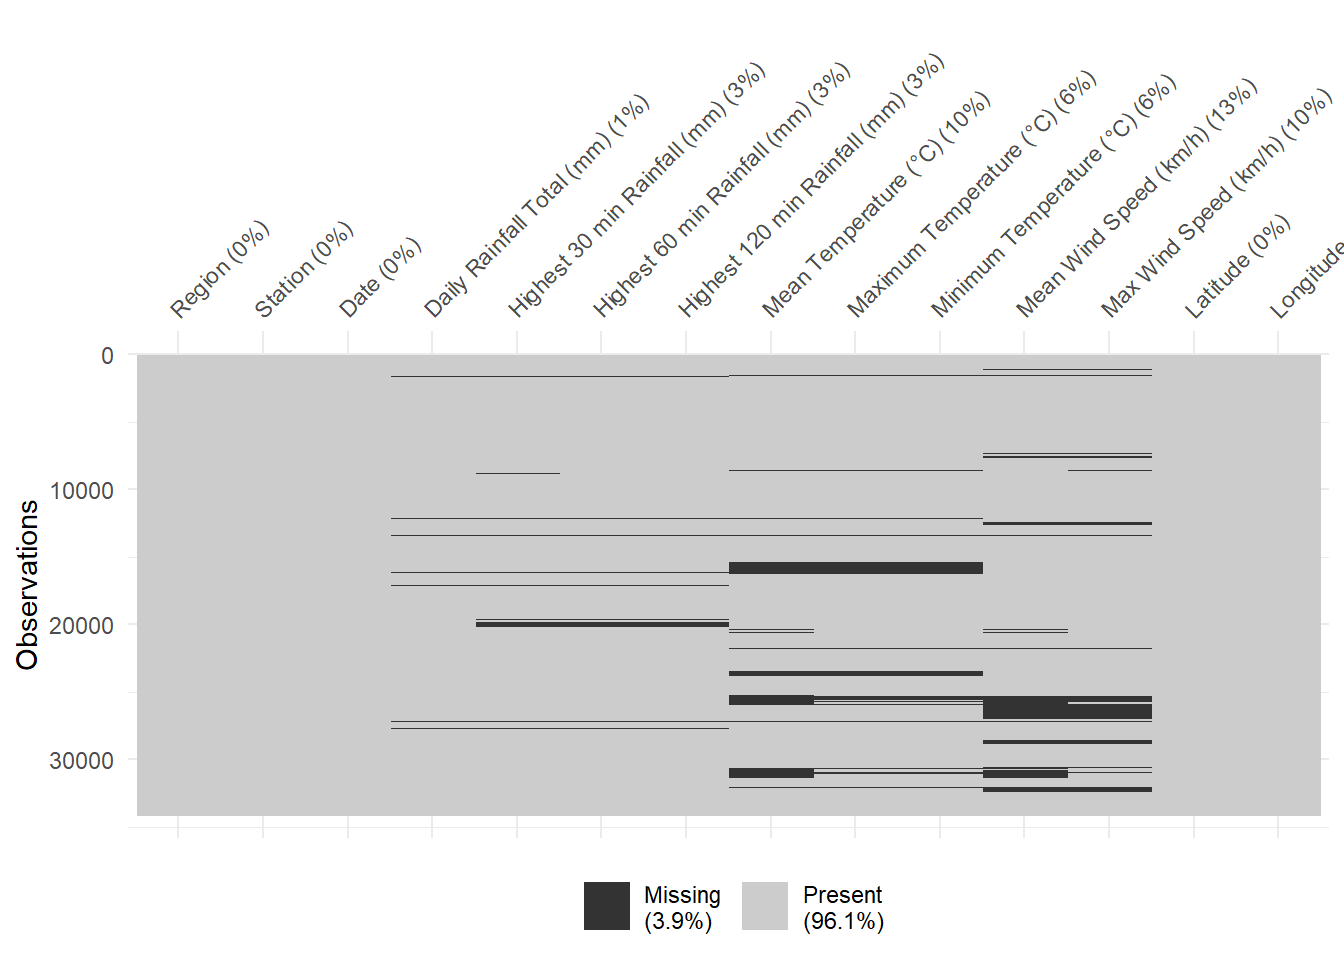 Region (0%)
Station (0%)
Date (0%)
Daily Rainfall Total (mm) (1%)
Highest 30 min Rainfall (mm) (3%)
Highest 60 min Rainfall (mm) (3%)
Highest 120 min Rainfall (mm) (3%)
Mean Temperature (°C) (10%)
Maximum Temperature (°C) (6%)
Minimum Temperature (°C) (6%)
Mean Wind Speed (km/h) (13%)
Max Wind Speed (km/h) (10%)
Latitude (0%)
Longitude
Observations
0
10000
20000
30000
Missing
(3.9%)
Present
(96.1%)